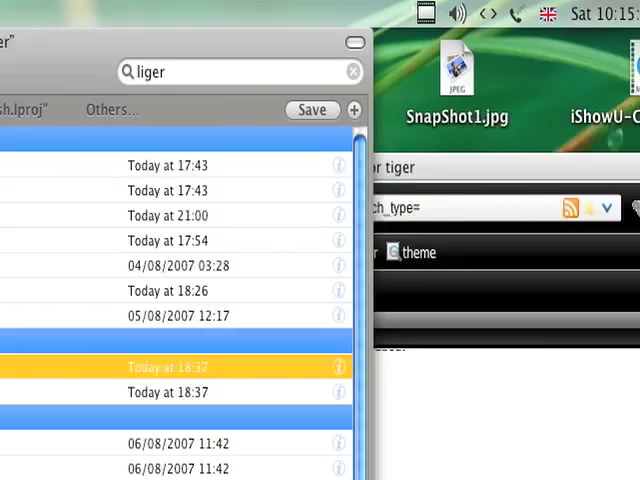 Sat 10:15:
er"
liger
sh.lproj"
Others...
Save
Today at 17:43
Today at 17:43
Today at 21:00
Today at 17:54
04/08/2007 03:28
Today at 18:26
05/08/2007 12:17
Today at 18:37
Today at 18:37
06/08/2007 11:42
06/08/2007 11:42
JPEG
SnapShot1.jpg
iShowU-C
or tiger
ch_type=
r
theme